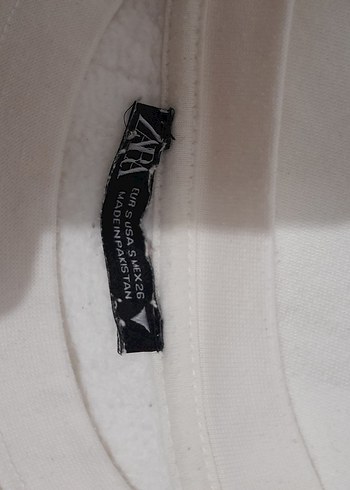 ZARA
EUR S USA S MEX 26
MADE IN PAKISTAN